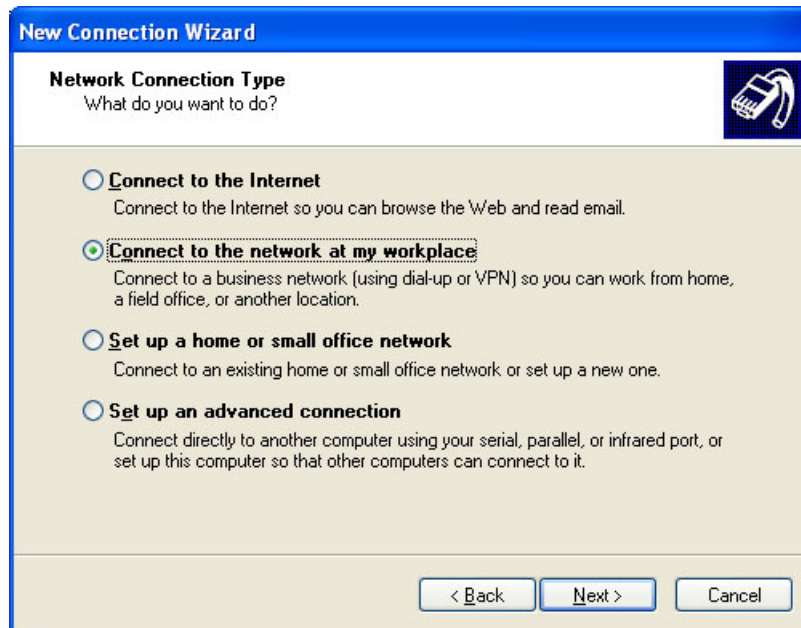 New Connection Wizard
Network Connection Type
What do you want to do?
Connect to the Internet
Connect to the Internet so you can browse the Web and read email.
Connect to the network at my workplace
Connect to a business network (using dial-up or VPN) so you can work from home,
a field office, or another location.
Set up a home or small office network
Connect to an existing home or small office network or set up a new one.
Set up an advanced connection
Connect directly to another computer using your serial, parallel, or infrared port, or
set up this computer so that other computers can connect to it.
< Back Next > Cancel